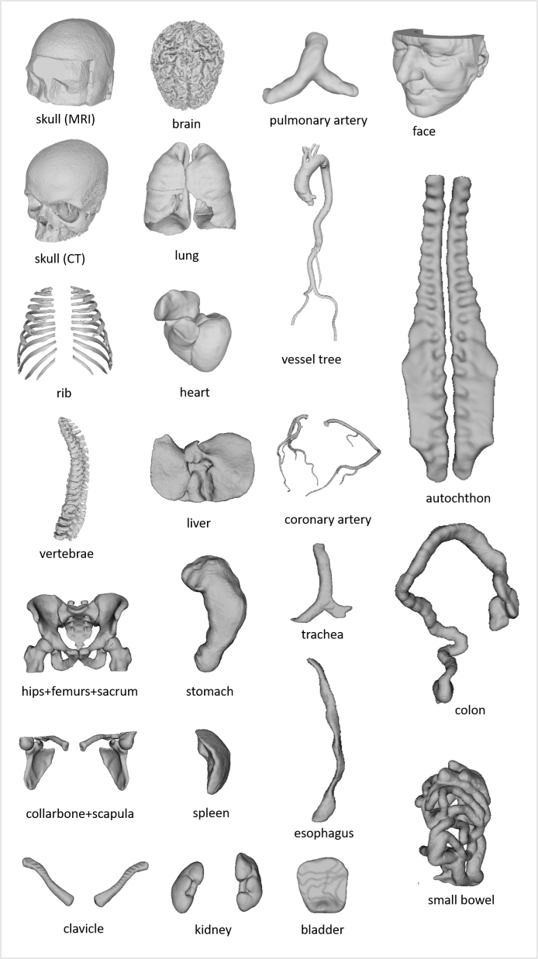 skull (MRI)
brain
pulmonary artery
face
skull (CT)
lung
vessel tree
rib
heart
autochthon
vertebrae
liver
coronary artery
trachea
hips+femurs+sacrum
stomach
colon
collarbone+scapula
spleen
esophagus
small bowel
clavicle
kidney
bladder